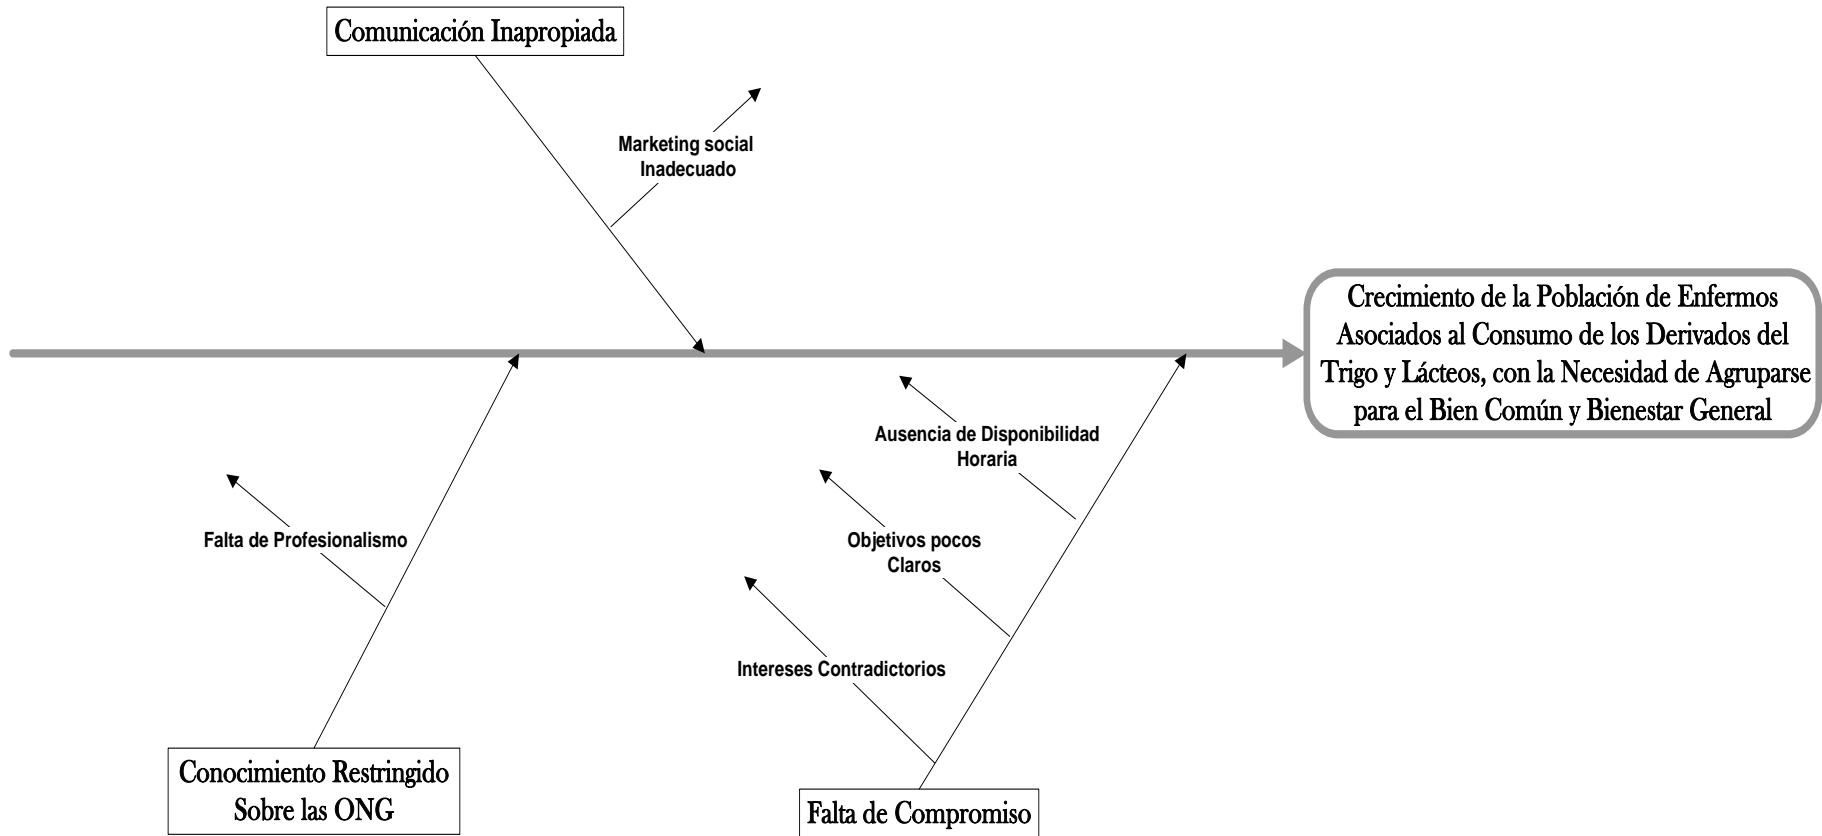 Comunicación Inapropiada
Marketing social
Inadecuado
Crecimiento de la Población de Enfermos
Asociados al Consumo de los Derivados del
Trigo y Lácteos, con la Necesidad de Agruparse
para el Bien Común y Bienestar General
Ausencia de Disponibilidad
Horaria
Falta de Profesionalismo
Objetivos pocos
Claros
Intereses Contradictorios
Conocimiento Restringido
Sobre las ONG
Falta de Compromiso